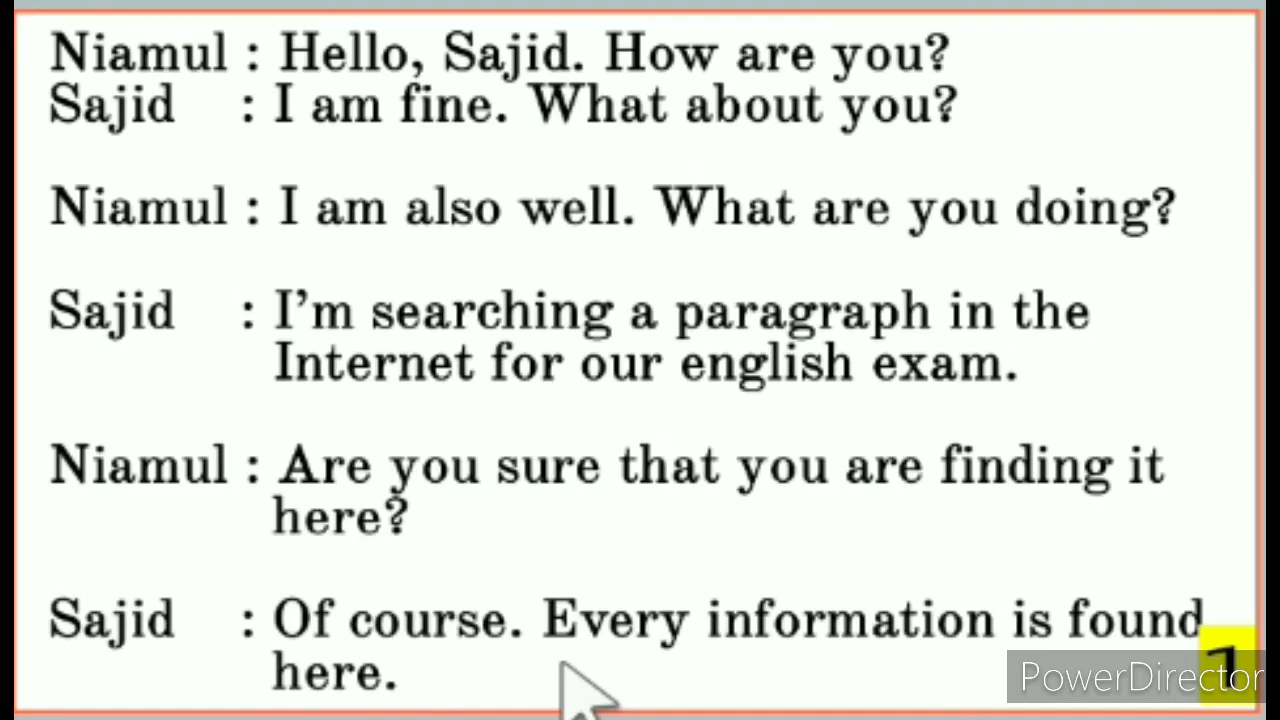 Niamul : Hello, Sajid. How are you?
Sajid : I am fine. What about you?
Niamul : I am also well. What are you doing?
Sajid : I'm searching a paragraph in the
Internet for our english exam.
Niamul : Are you sure that you are finding it
here?
Sajid : Of course. Every information is found
here.
1
PowerDirector